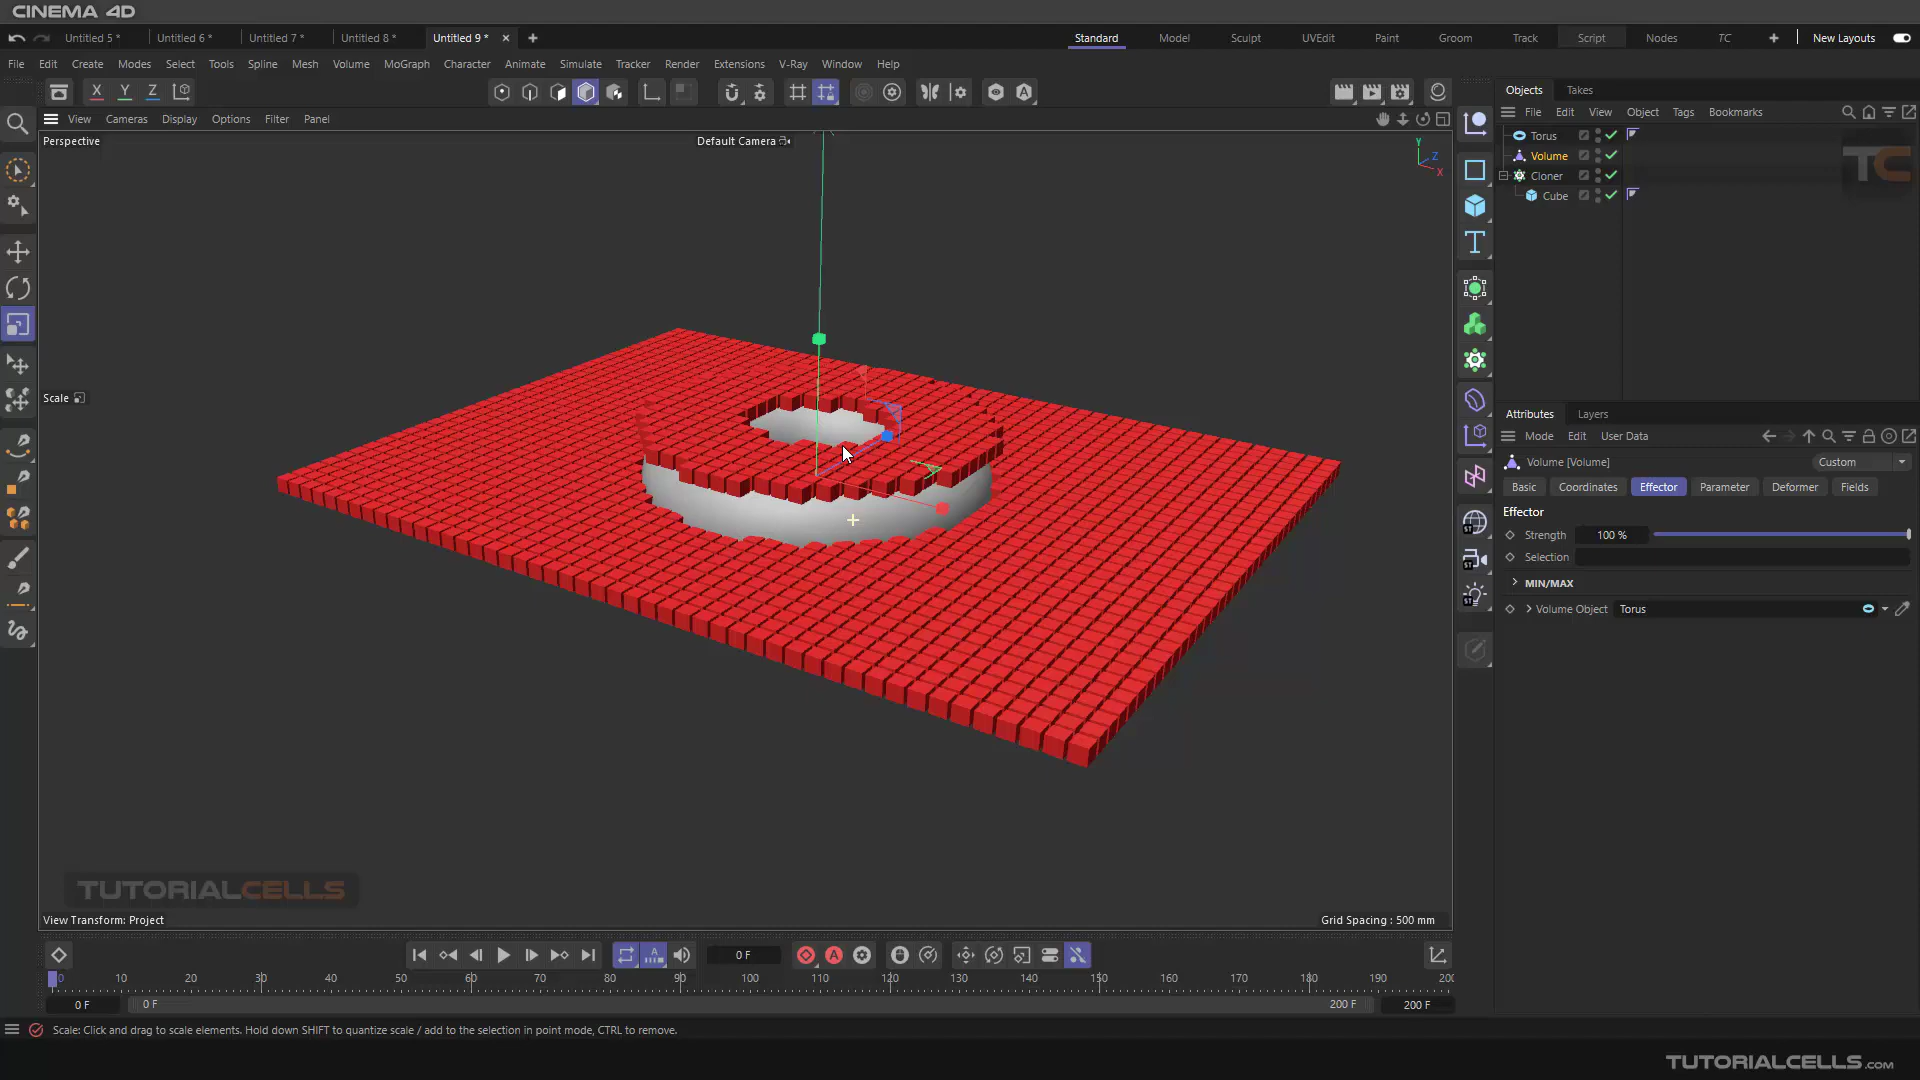 CINEMA 4D
Untitled 5 * Untitled 6 * Untitled 7 * Untitled 8 * Untitled 9 * Standard Model Sculpt UVEdit Paint Groom Track Script Nodes TC New Layouts
File Edit Create Modes Select Tools Spline Mesh Volume MoGraph Character Animate Simulate Tracker Render Extensions V-Ray Window Help
X Y Z
Objects Takes
View Cameras Display Options Filter Panel
File Edit View Object Tags Bookmarks
Perspective
Default Camera
Y
Z
X
Torus
Volume
Cloner
Cube
TC
Scale
Attributes Layers
Mode Edit User Data
Volume [Volume]
Custom
Basic Coordinates Effector Parameter Deformer Fields
Effector
Strength 100 %
Selection
MIN/MAX
Volume Object Torus
ST
ST
ST
TUTORIALCELLS
View Transform: Project
Grid Spacing : 500 mm
0 F
0 10 20 30 40 50 60 70 80 90 100 110 120 130 140 150 160 170 180 190 200
0 F 0 F 200 F 200 F
Scale: Click and drag to scale elements. Hold down SHIFT to quantize scale / add to the selection in point mode, CTRL to remove.
TUTORIALCELLS.COM